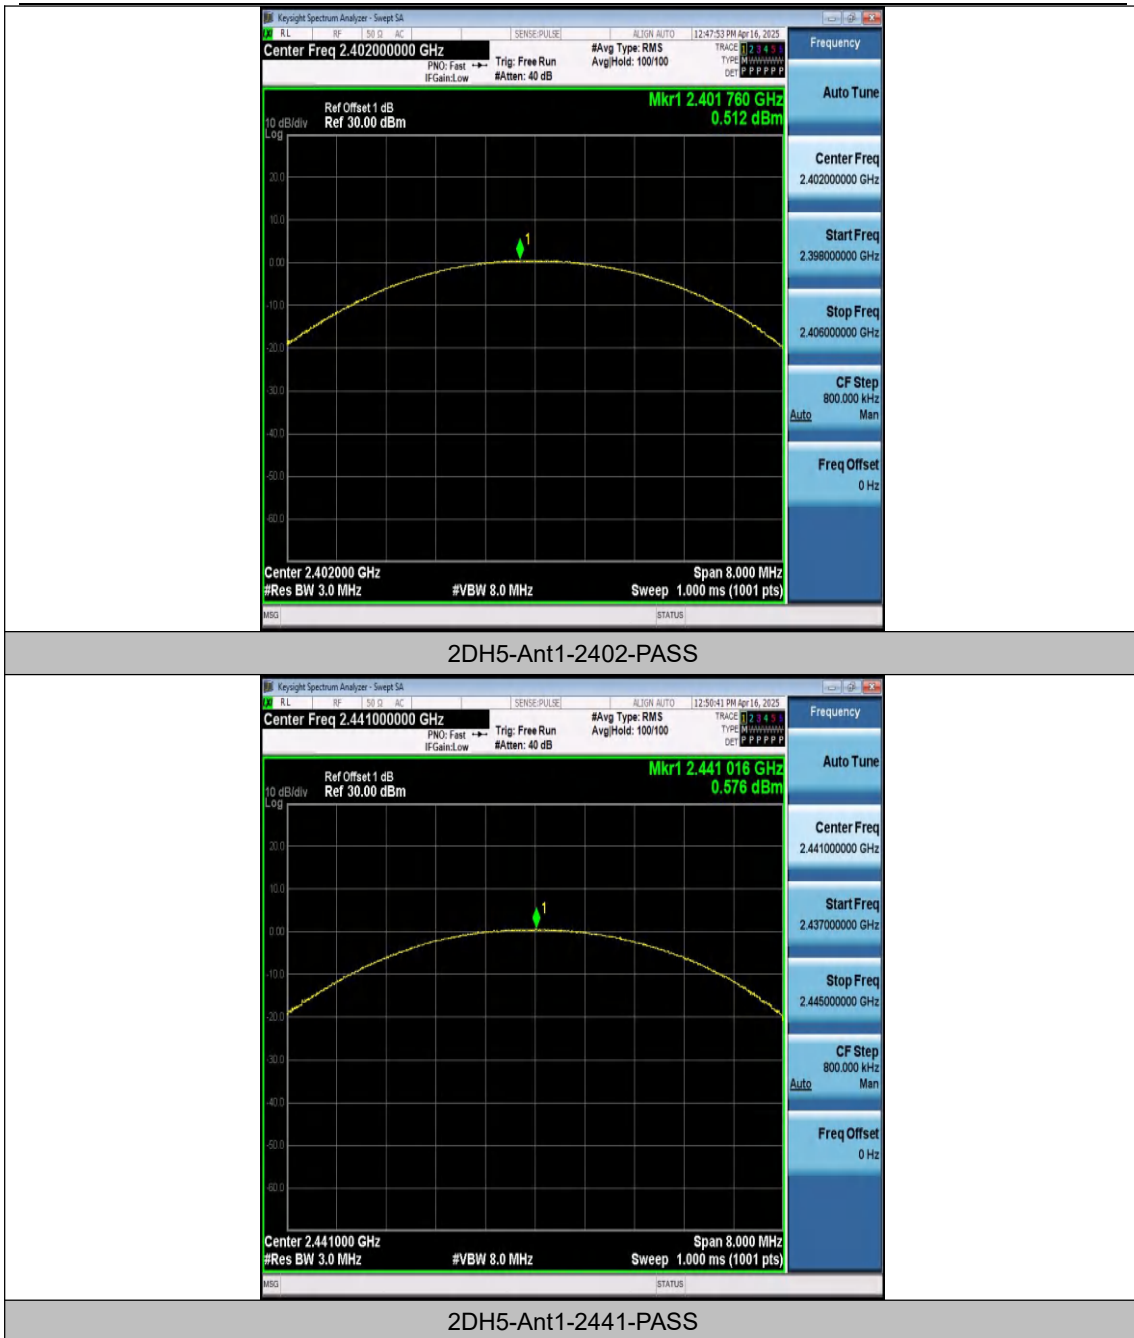 Keysight Spectrum Analyzer - Swept SA
RL RF 50 Ω AC SENSE:PULSE ALIGN AUTO 12:47:53 PM Apr 16, 2025
Center Freq 2.402000000 GHz #Avg Type: RMS TRACE 1 2 3 4 5 6
PNO: Fast Trig: Free Run Avg|Hold: 100/100 TYPE M WWWWW
IFGain:Low #Atten: 40 dB DET P P P P P P
Mkr1 2.401 760 GHz
0.512 dBm
Ref Offset 1 dB
10 dB/div Ref 30.00 dBm
Log
20.0
10.0
0.00
-10.0
-20.0
-30.0
-40.0
-50.0
-60.0
1
Center 2.402000 GHz Span 8.000 MHz
#Res BW 3.0 MHz #VBW 8.0 MHz Sweep 1.000 ms (1001 pts)
MSG STATUS
Frequency
Auto Tune
Center Freq
2.402000000 GHz
Start Freq
2.398000000 GHz
Stop Freq
2.406000000 GHz
CF Step
800.000 kHz
Auto Man
Freq Offset
0 Hz
2DH5-Ant1-2402-PASS
Keysight Spectrum Analyzer - Swept SA
RL RF 50 Ω AC SENSE:PULSE ALIGN AUTO 12:50:41 PM Apr 16, 2025
Center Freq 2.441000000 GHz #Avg Type: RMS TRACE 1 2 3 4 5 6
PNO: Fast Trig: Free Run Avg|Hold: 100/100 TYPE M WWWWW
IFGain:Low #Atten: 40 dB DET P P P P P P
Mkr1 2.441 016 GHz
0.576 dBm
Ref Offset 1 dB
10 dB/div Ref 30.00 dBm
Log
20.0
10.0
0.00
-10.0
-20.0
-30.0
-40.0
-50.0
-60.0
1
Center 2.441000 GHz Span 8.000 MHz
#Res BW 3.0 MHz #VBW 8.0 MHz Sweep 1.000 ms (1001 pts)
MSG STATUS
Frequency
Auto Tune
Center Freq
2.441000000 GHz
Start Freq
2.437000000 GHz
Stop Freq
2.445000000 GHz
CF Step
800.000 kHz
Auto Man
Freq Offset
0 Hz
2DH5-Ant1-2441-PASS